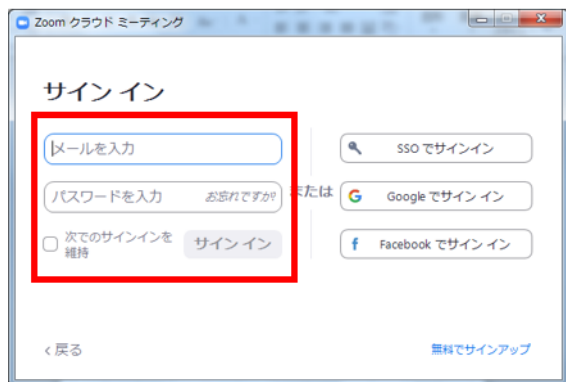 Zoom クラウド ミーティング
サイン イン
メールを入力
パスワードを入力 お忘れですか?
次でのサインインを
維持
サイン イン
または
SSO でサインイン
Google でサイン イン
Facebook でサイン イン
戻る
無料でサインアップ